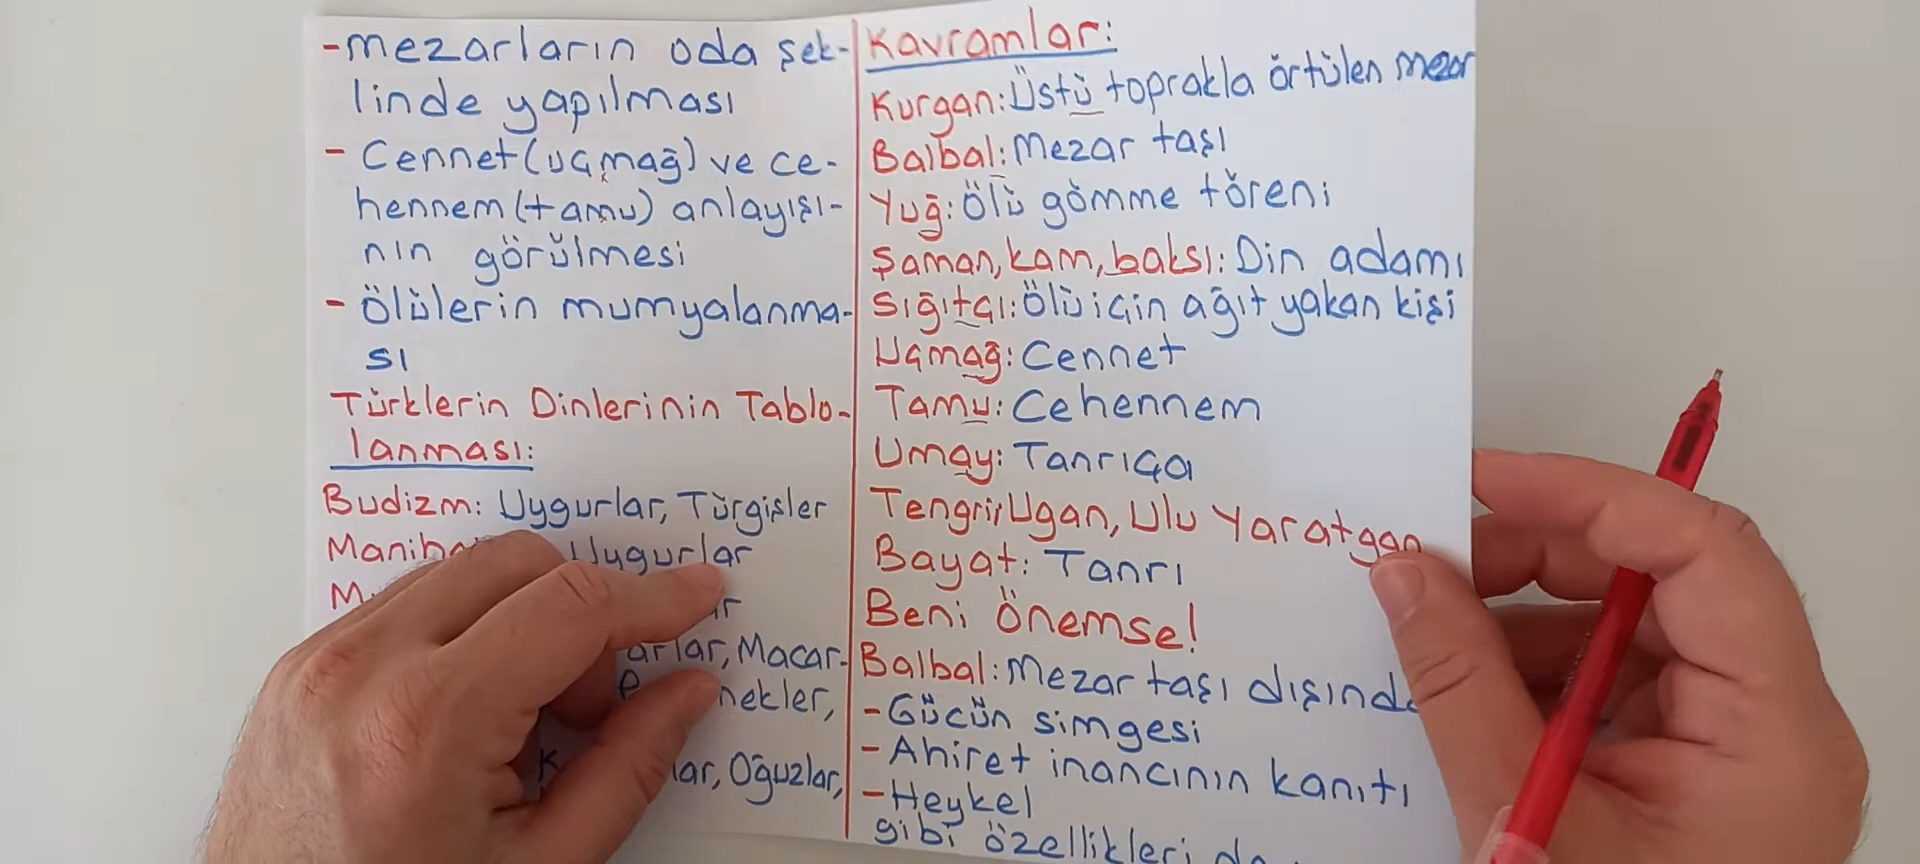 -mezarların oda şek-
linde yapılması
- Cennet(uçmağ) ve ce-
hennem(tamu) anlayışı-
nın görülmesi
- Ölülerin mumyalanma-
sı
Türklerin Dinlerinin Tablo-
lanması:
Budizm: Uygurlar, Türgişler
Uygurlar
Macar-
Oğuzlar,
Kavramlar:
Kurgan: Üstü toprakla örtülen mezar
Balbal: Mezar taşı
Yuğ: Ölü gömme töreni
Şaman, kam, baksı: Din adamı
Sığıtçı: Ölü için ağıt yakan kişi
Uçmağ: Cennet
Tamu: Cehennem
Umay: Tanrıça
Tengri, Ugan, Ulu Yaratgan
Bayat: Tanrı
Beni Önemse!
Balbal: Mezar taşı dışında
-Gücün simgesi
-Ahiret inancının kanıtı
-Heykel
gibi özellikleri de